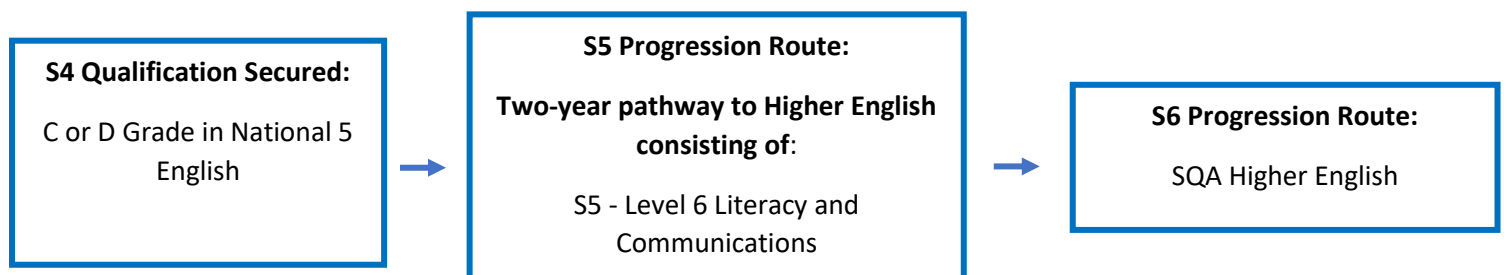 S4 Qualification Secured:
C or D Grade in National 5
English
S5 Progression Route:
Two-year pathway to Higher English
consisting of:
S5 - Level 6 Literacy and
Communications
S6 Progression Route:
SQA Higher English